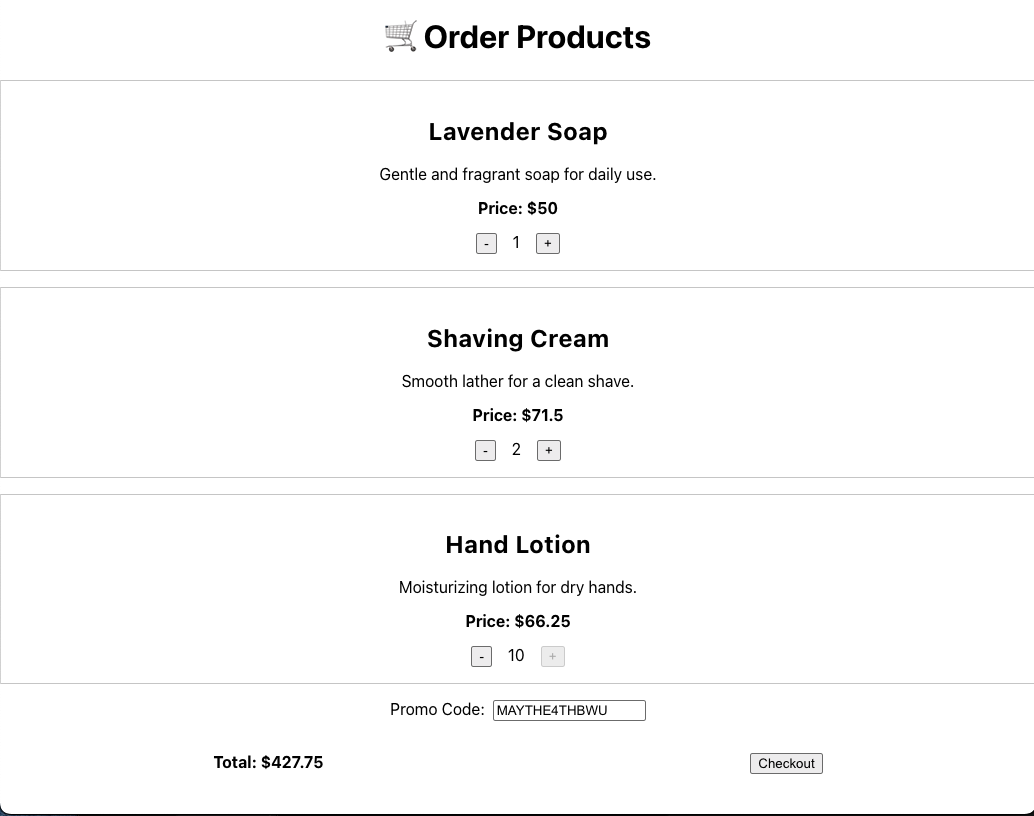 🛒 Order Products
Lavender Soap
Gentle and fragrant soap for daily use.
Price: $50
- 1 +
Shaving Cream
Smooth lather for a clean shave.
Price: $71.5
- 2 +
Hand Lotion
Moisturizing lotion for dry hands.
Price: $66.25
- 10 +
Promo Code: MAYTHE4THBWU
Total: $427.75 Checkout